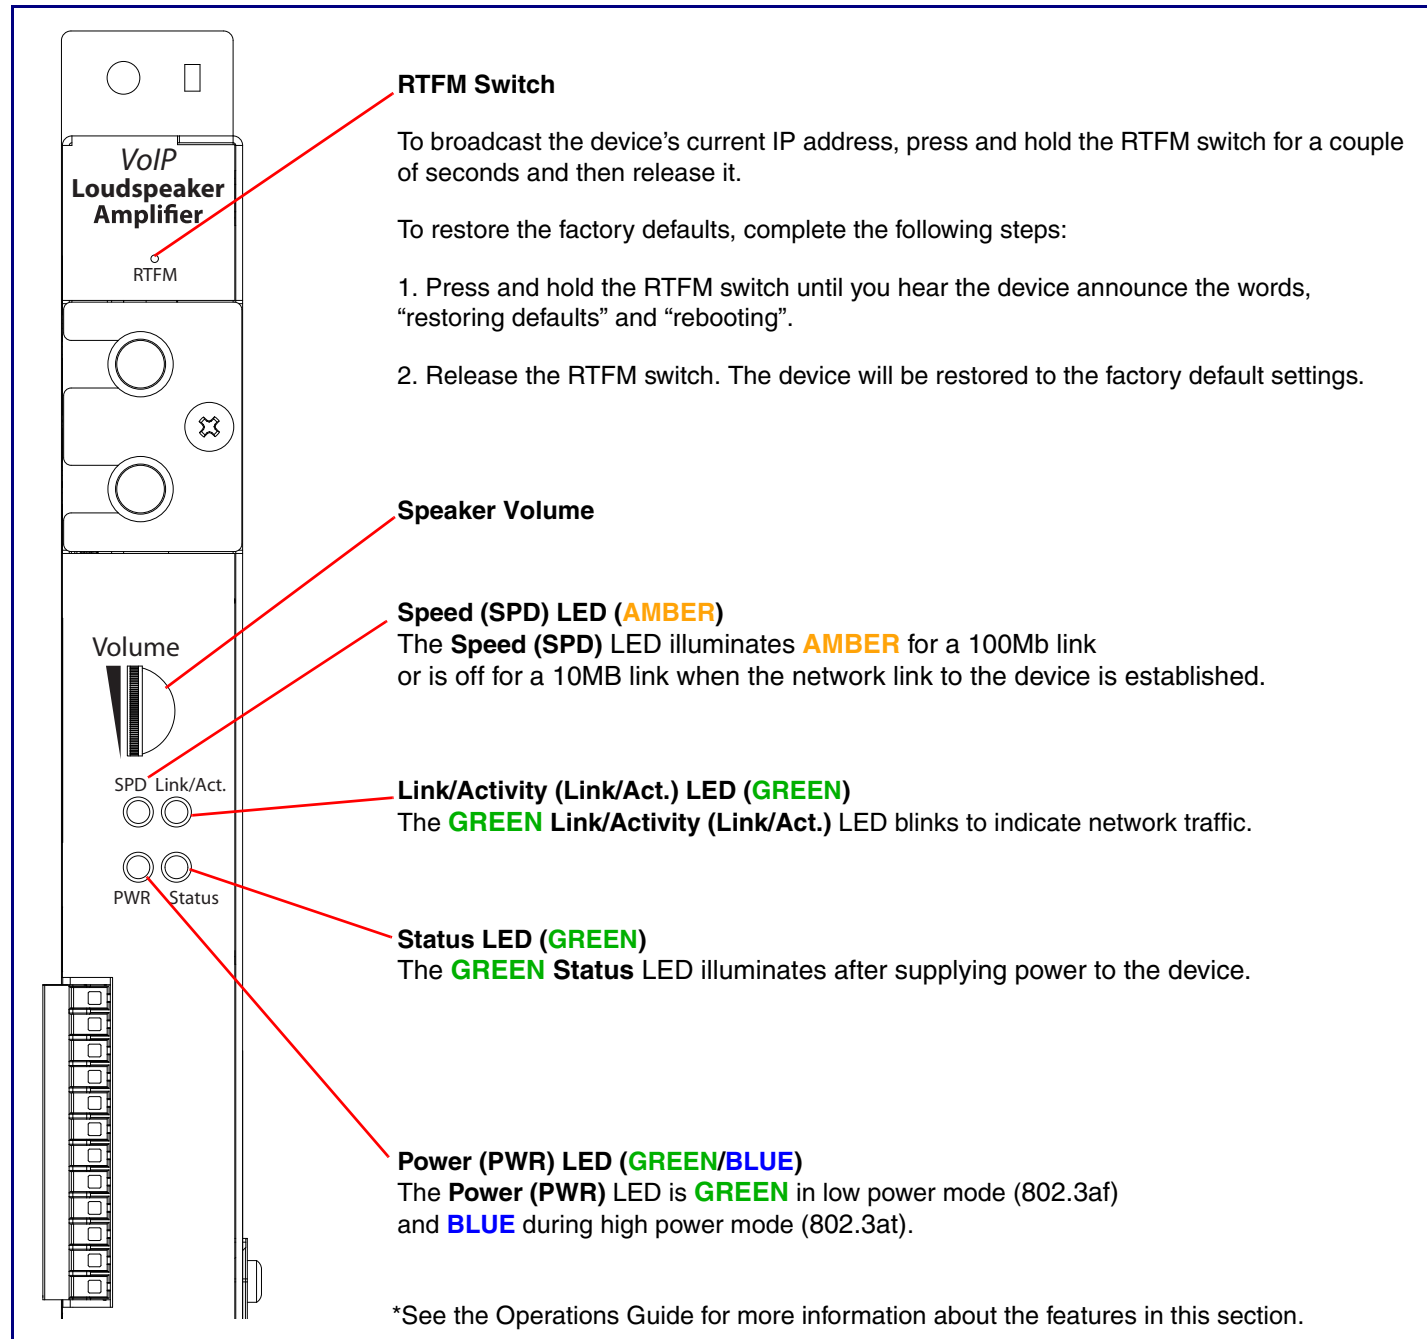 VoIP
Loudspeaker
Amplifier
RTFM
Volume
SPD Link/Act.
PWR Status
RTFM Switch
To broadcast the device’s current IP address, press and hold the RTFM switch for a couple
of seconds and then release it.
To restore the factory defaults, complete the following steps:
1. Press and hold the RTFM switch until you hear the device announce the words,
“restoring defaults” and “rebooting”.
2. Release the RTFM switch. The device will be restored to the factory default settings.
Speaker Volume
Speed (SPD) LED (AMBER)
The Speed (SPD) LED illuminates AMBER for a 100Mb link
or is off for a 10MB link when the network link to the device is established.
Link/Activity (Link/Act.) LED (GREEN)
The GREEN Link/Activity (Link/Act.) LED blinks to indicate network traffic.
Status LED (GREEN)
The GREEN Status LED illuminates after supplying power to the device.
Power (PWR) LED (GREEN/BLUE)
The Power (PWR) LED is GREEN in low power mode (802.3af)
and BLUE during high power mode (802.3at).
*See the Operations Guide for more information about the features in this section.